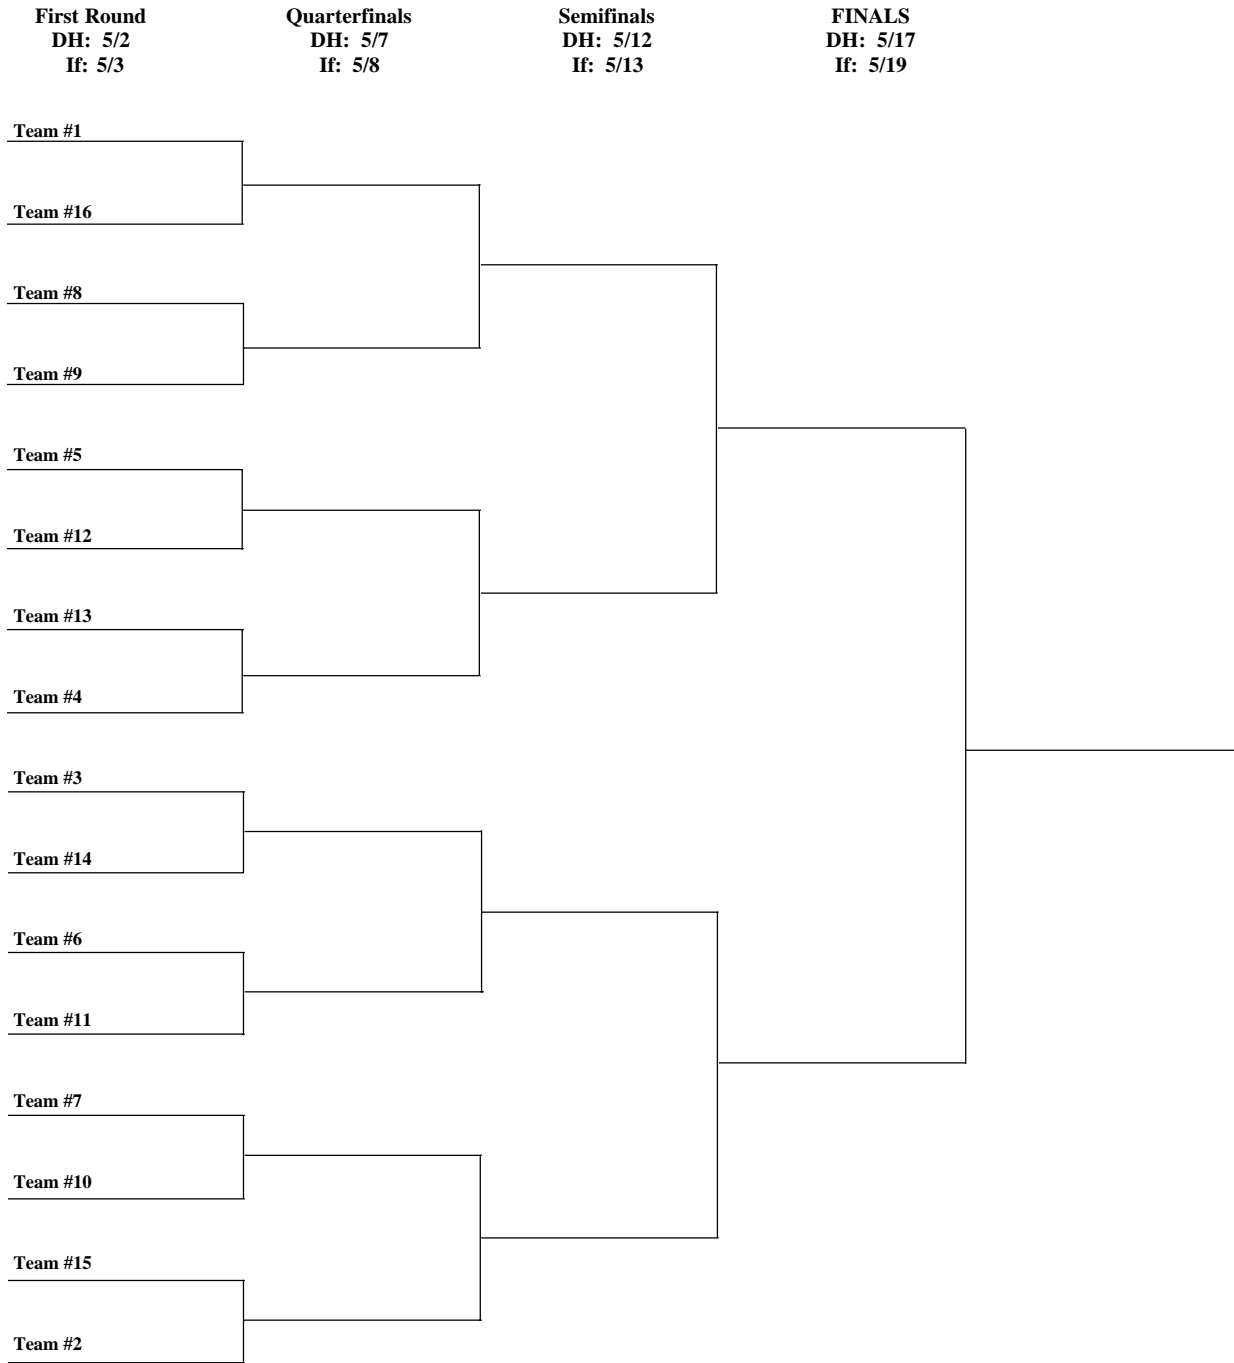 First Round
DH: 5/2
If: 5/3
Quarterfinals
DH: 5/7
If: 5/8
Semifinals
DH: 5/12
If: 5/13
FINALS
DH: 5/17
If: 5/19
Team #1
Team #16
Team #8
Team #9
Team #5
Team #12
Team #13
Team #4
Team #3
Team #14
Team #6
Team #11
Team #7
Team #10
Team #15
Team #2